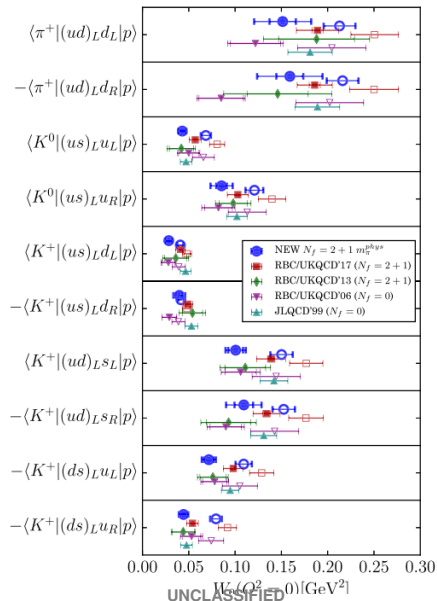 ⟨π⁺|(ud)_L d_L|p⟩
−⟨π⁺|(ud)_L d_R|p⟩
⟨K⁰|(us)_L u_L|p⟩
⟨K⁰|(us)_L u_R|p⟩
⟨K⁺|(us)_L d_L|p⟩
−⟨K⁺|(us)_L d_R|p⟩
⟨K⁺|(ud)_L s_L|p⟩
−⟨K⁺|(ud)_L s_R|p⟩
−⟨K⁺|(ds)_L u_L|p⟩
−⟨K⁺|(ds)_L u_R|p⟩
NEW N_f = 2 + 1 m_π^{phys}
RBC/UKQCD'17 (N_f = 2 + 1)
RBC/UKQCD'13 (N_f = 2 + 1)
RBC/UKQCD'06 (N_f = 0)
JLQCD'99 (N_f = 0)
0.00 0.05 0.10 0.15 0.20 0.25 0.30
W₀(Q² = 0)[GeV²]
UNCLASSIFIED